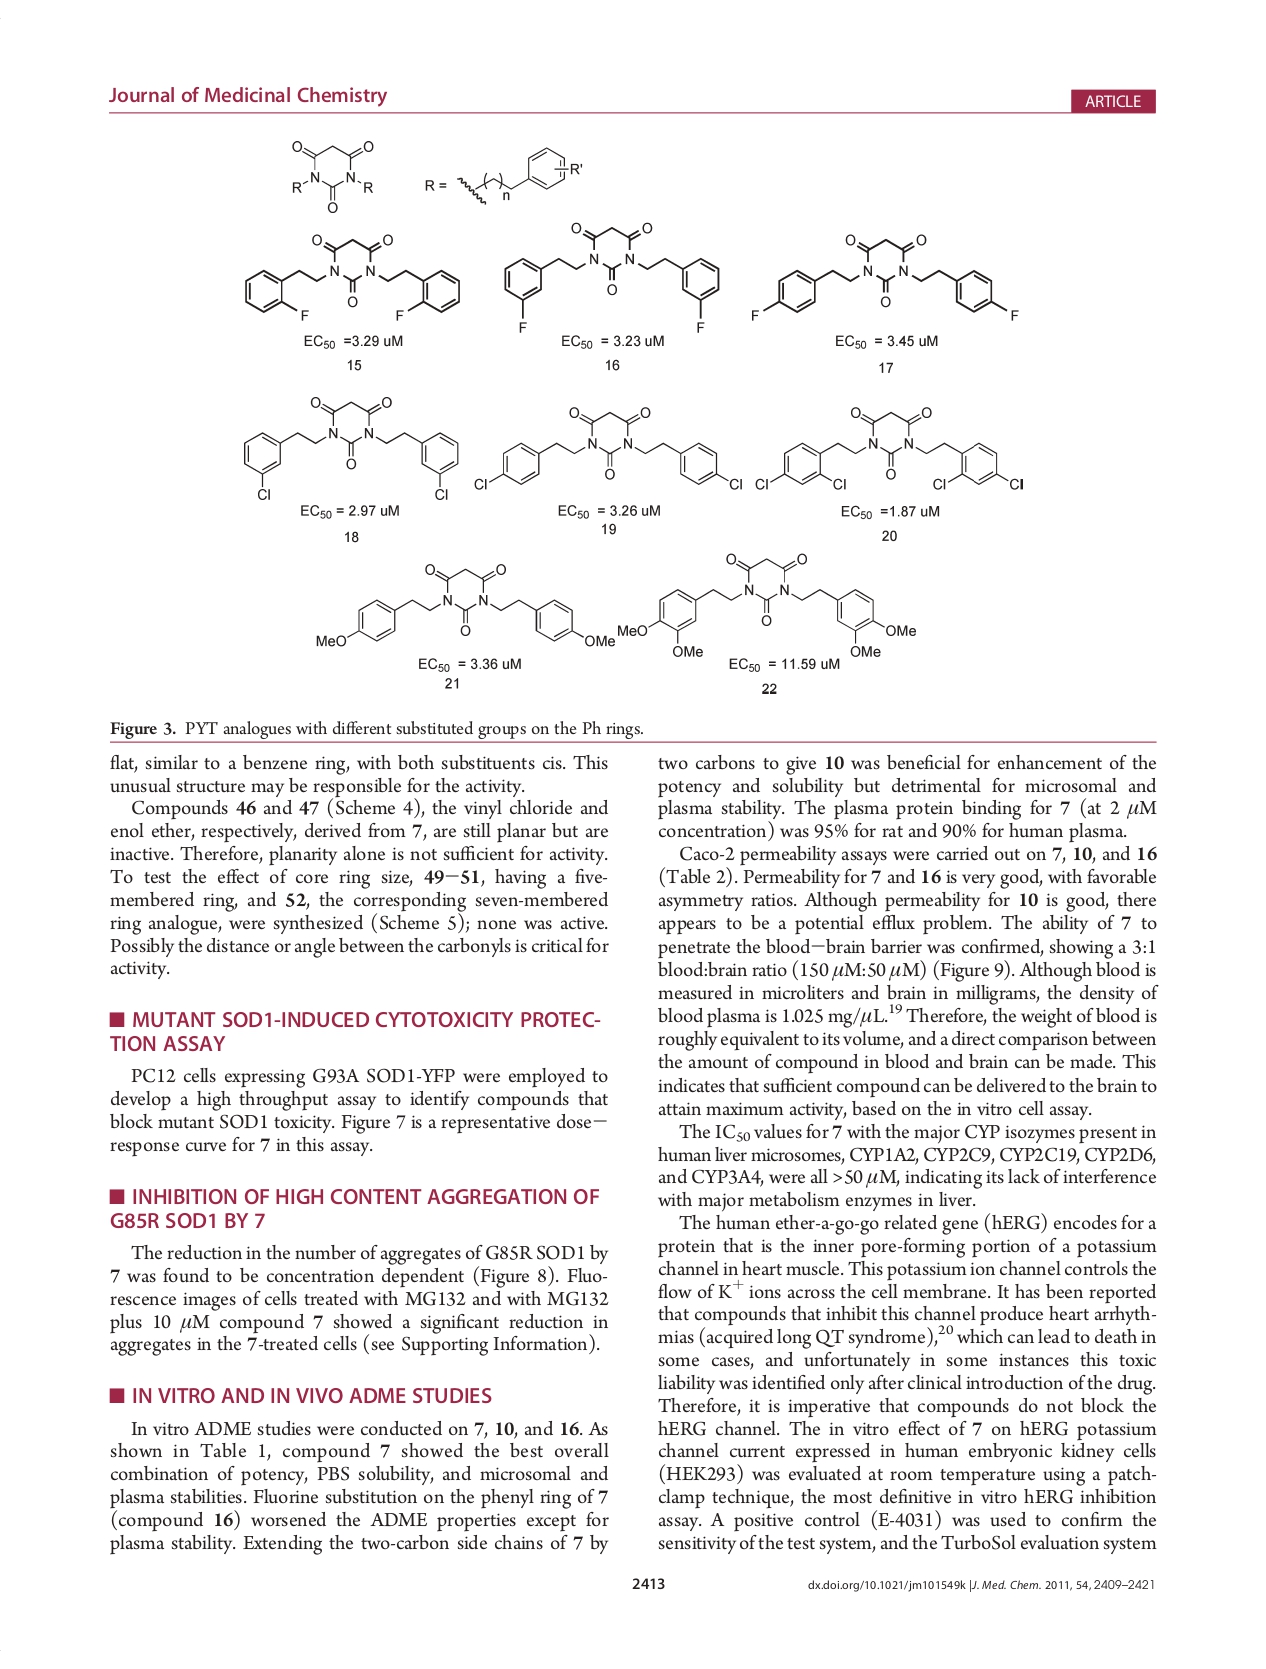 Journal of Medicinal Chemistry
ARTICLE
O O
R N N R
O
R = n R'
O O
N N
O
F F
EC50 =3.29 uM
15
O O
N N
O
F F
EC50 = 3.23 uM
16
O O
N N
O
F F
EC50 = 3.45 uM
17
O O
N N
O
Cl Cl
EC50 = 2.97 uM
18
O O
N N
O
Cl Cl
EC50 = 3.26 uM
19
O O
N N
O
Cl Cl Cl Cl
EC50 =1.87 uM
20
O O
N N
O
MeO OMe
EC50 = 3.36 uM
21
O O
N N
O
MeO OMe
OMe OMe
EC50 = 11.59 uM
22
Figure 3. PYT analogues with different substituted groups on the Ph rings.
flat, similar to a benzene ring, with both substituents cis. This
unusual structure may be responsible for the activity.
Compounds 46 and 47 (Scheme 4), the vinyl chloride and
enol ether, respectively, derived from 7, are still planar but are
inactive. Therefore, planarity alone is not sufficient for activity.
To test the effect of core ring size, 49−51, having a five-
membered ring, and 52, the corresponding seven-membered
ring analogue, were synthesized (Scheme 5); none was active.
Possibly the distance or angle between the carbonyls is critical for
activity.
■ MUTANT SOD1-INDUCED CYTOTOXICITY PROTEC-
TION ASSAY
PC12 cells expressing G93A SOD1-YFP were employed to
develop a high throughput assay to identify compounds that
block mutant SOD1 toxicity. Figure 7 is a representative dose−
response curve for 7 in this assay.
■ INHIBITION OF HIGH CONTENT AGGREGATION OF
G85R SOD1 BY 7
The reduction in the number of aggregates of G85R SOD1 by
7 was found to be concentration dependent (Figure 8). Fluo-
rescence images of cells treated with MG132 and with MG132
plus 10 μM compound 7 showed a significant reduction in
aggregates in the 7-treated cells (see Supporting Information).
■ IN VITRO AND IN VIVO ADME STUDIES
In vitro ADME studies were conducted on 7, 10, and 16. As
shown in Table 1, compound 7 showed the best overall
combination of potency, PBS solubility, and microsomal and
plasma stabilities. Fluorine substitution on the phenyl ring of 7
(compound 16) worsened the ADME properties except for
plasma stability. Extending the two-carbon side chains of 7 by
two carbons to give 10 was beneficial for enhancement of the
potency and solubility but detrimental for microsomal and
plasma stability. The plasma protein binding for 7 (at 2 μM
concentration) was 95% for rat and 90% for human plasma.
Caco-2 permeability assays were carried out on 7, 10, and 16
(Table 2). Permeability for 7 and 16 is very good, with favorable
asymmetry ratios. Although permeability for 10 is good, there
appears to be a potential efflux problem. The ability of 7 to
penetrate the blood−brain barrier was confirmed, showing a 3:1
blood:brain ratio (150 μM:50 μM) (Figure 9). Although blood is
measured in microliters and brain in milligrams, the density of
blood plasma is 1.025 mg/μL.19 Therefore, the weight of blood is
roughly equivalent to its volume, and a direct comparison between
the amount of compound in blood and brain can be made. This
indicates that sufficient compound can be delivered to the brain to
attain maximum activity, based on the in vitro cell assay.
The IC50 values for 7 with the major CYP isozymes present in
human liver microsomes, CYP1A2, CYP2C9, CYP2C19, CYP2D6,
and CYP3A4, were all >50 μM, indicating its lack of interference
with major metabolism enzymes in liver.
The human ether-a-go-go related gene (hERG) encodes for a
protein that is the inner pore-forming portion of a potassium
channel in heart muscle. This potassium ion channel controls the
flow of K+ ions across the cell membrane. It has been reported
that compounds that inhibit this channel produce heart arrhyth-
mias (acquired long QT syndrome),20 which can lead to death in
some cases, and unfortunately in some instances this toxic
liability was identified only after clinical introduction of the drug.
Therefore, it is imperative that compounds do not block the
hERG channel. The in vitro effect of 7 on hERG potassium
channel current expressed in human embryonic kidney cells
(HEK293) was evaluated at room temperature using a patch-
clamp technique, the most definitive in vitro hERG inhibition
assay. A positive control (E-4031) was used to confirm the
sensitivity of the test system, and the TurboSol evaluation system
2413
dx.doi.org/10.1021/jm101549k |J. Med. Chem. 2011, 54, 2409–2421